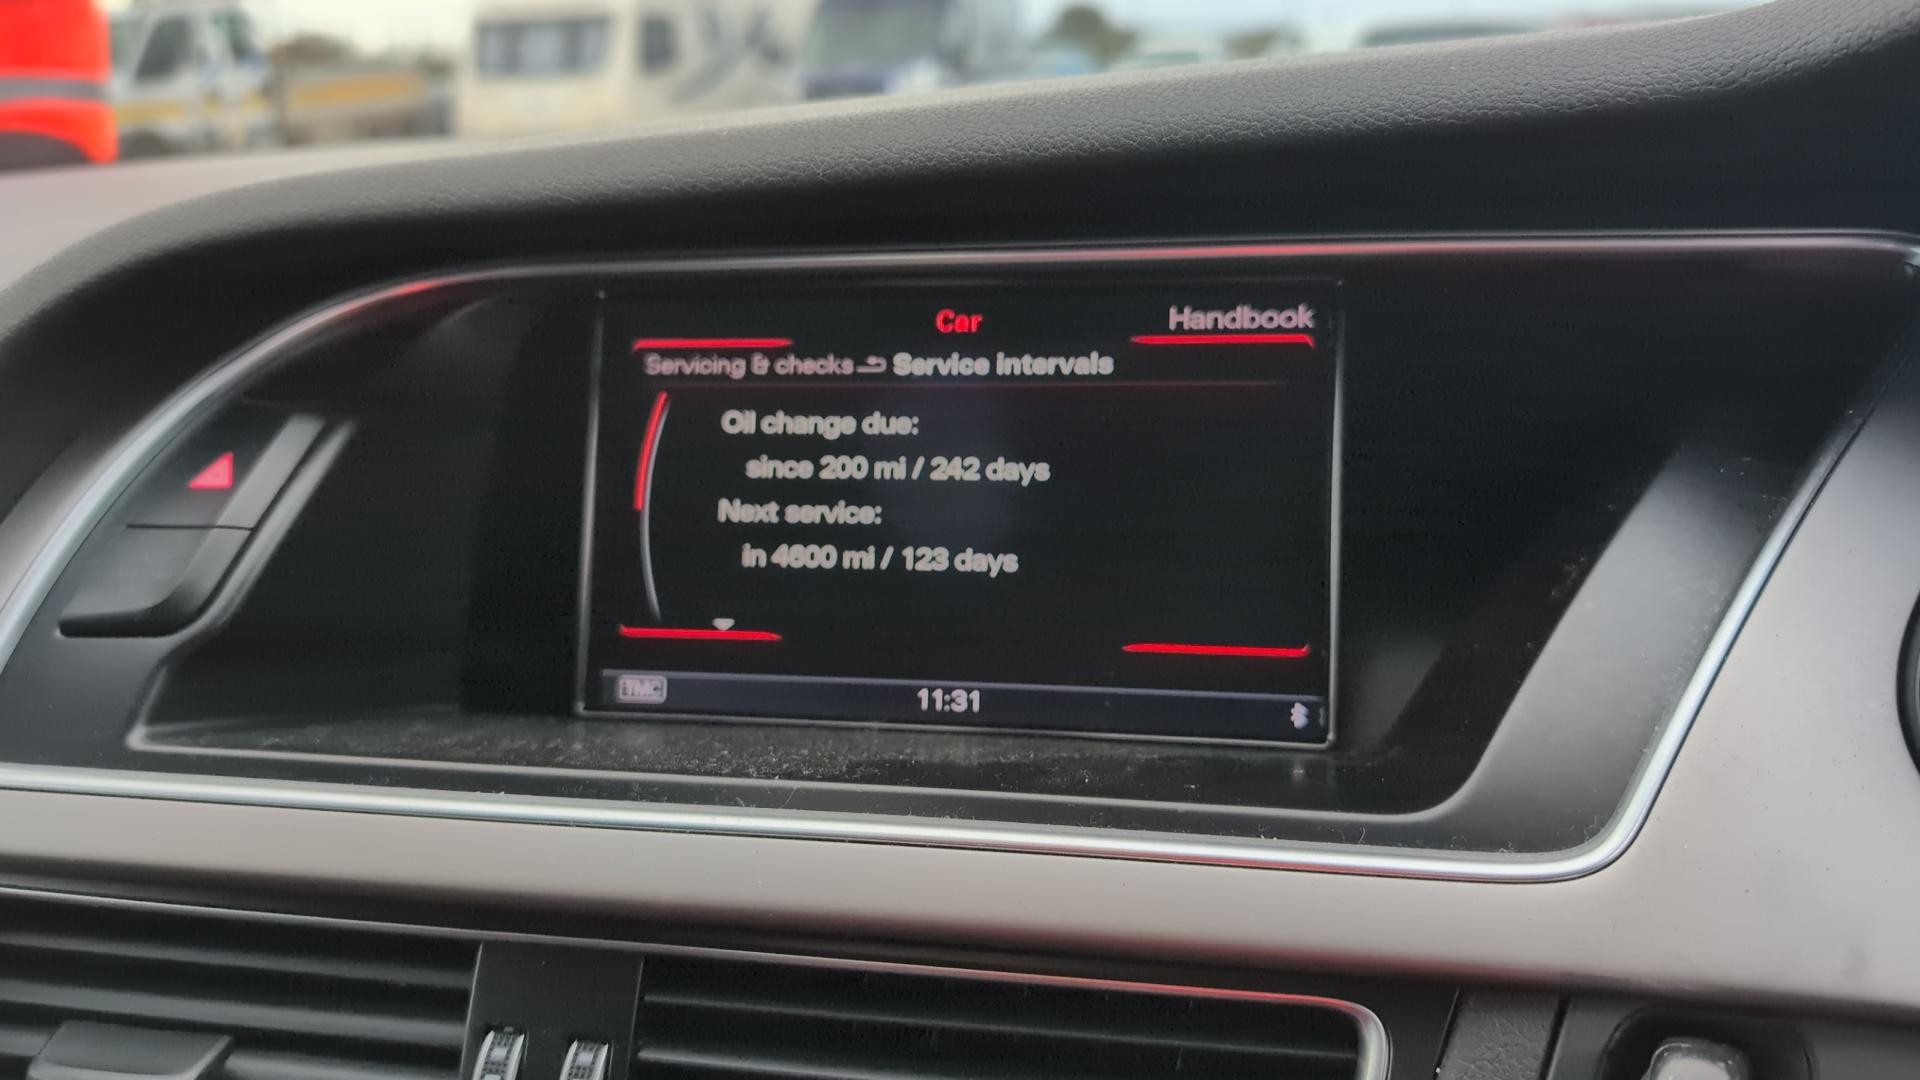 Car
Handbook
Servicing & checks Service intervals
Oil change due:
since 200 mi / 242 days
Next service:
in 4600 mi / 123 days
TMC
11:31